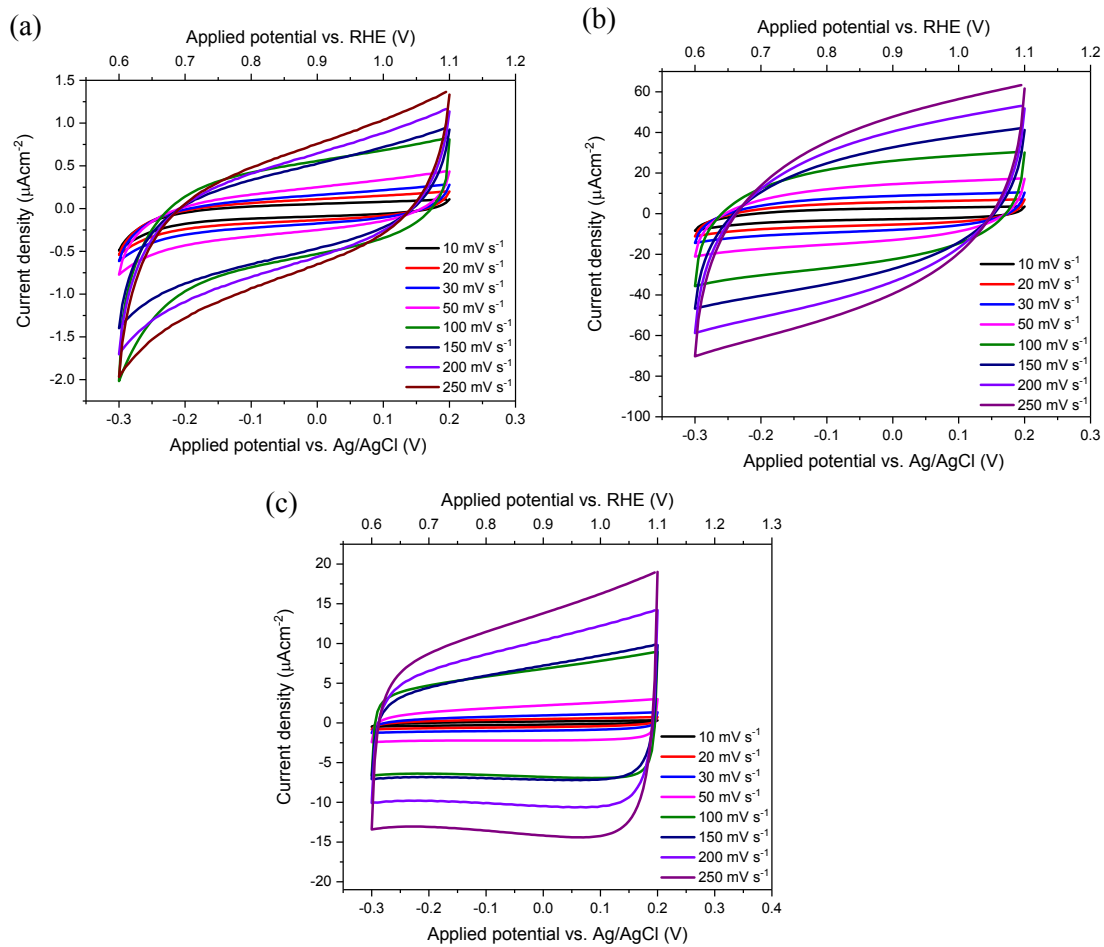 (a)
Applied potential vs. RHE (V)
0.6 0.7 0.8 0.9 1.0 1.1 1.2
1.5
1.0
0.5
0.0
-0.5
-1.0
-1.5
-2.0
Current density (µAcm⁻²)
10 mV s⁻¹
20 mV s⁻¹
30 mV s⁻¹
50 mV s⁻¹
100 mV s⁻¹
150 mV s⁻¹
200 mV s⁻¹
250 mV s⁻¹
-0.3 -0.2 -0.1 0.0 0.1 0.2 0.3
Applied potential vs. Ag/AgCl (V)
(b)
Applied potential vs. RHE (V)
0.6 0.7 0.8 0.9 1.0 1.1 1.2
60
40
20
0
-20
-40
-60
-80
-100
Current density (µAcm⁻²)
10 mV s⁻¹
20 mV s⁻¹
30 mV s⁻¹
50 mV s⁻¹
100 mV s⁻¹
150 mV s⁻¹
200 mV s⁻¹
250 mV s⁻¹
-0.3 -0.2 -0.1 0.0 0.1 0.2 0.3
Applied potential vs. Ag/AgCl (V)
(c)
Applied potential vs. RHE (V)
0.6 0.7 0.8 0.9 1.0 1.1 1.2 1.3
20
15
10
5
0
-5
-10
-15
-20
Current density (µAcm⁻²)
10 mV s⁻¹
20 mV s⁻¹
30 mV s⁻¹
50 mV s⁻¹
100 mV s⁻¹
150 mV s⁻¹
200 mV s⁻¹
250 mV s⁻¹
-0.3 -0.2 -0.1 0.0 0.1 0.2 0.3 0.4
Applied potential vs. Ag/AgCl (V)